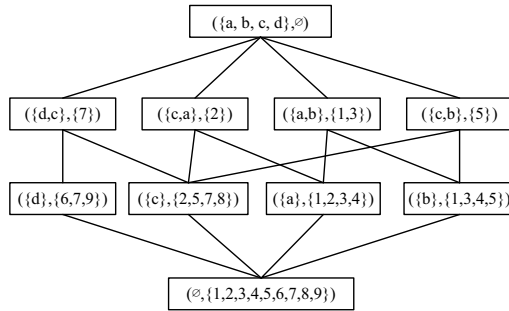 ({a, b, c, d},∅)
({d,c},{7})
({c,a},{2})
({a,b},{1,3})
({c,b},{5})
({d},{6,7,9})
({c},{2,5,7,8})
({a},{1,2,3,4})
({b},{1,3,4,5})
(∅,{1,2,3,4,5,6,7,8,9})